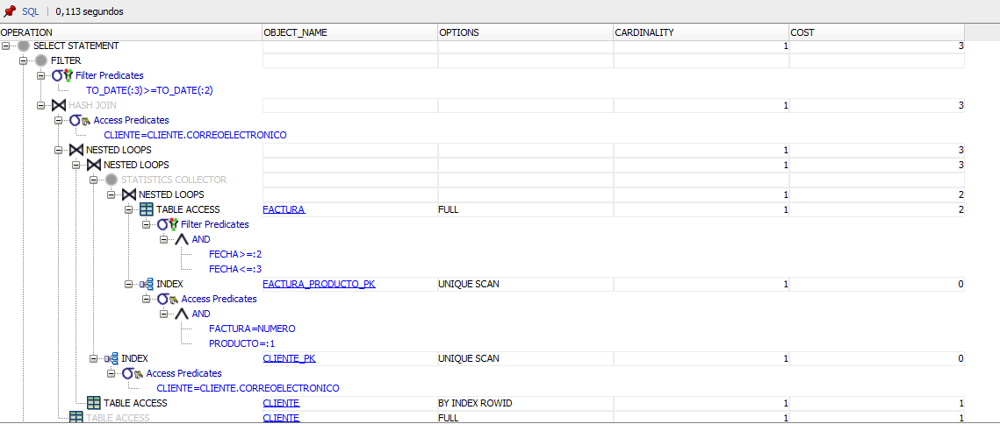 SQL | 0,113 segundos
OPERATION OBJECT_NAME OPTIONS CARDINALITY COST
SELECT STATEMENT 1 3
FILTER
Filter Predicates
TO_DATE(:3)>=TO_DATE(:2)
HASH JOIN 1 3
Access Predicates
CLIENTE=CLIENTE.CORREOELECTRONICO
NESTED LOOPS 1 3
NESTED LOOPS 1 3
STATISTICS COLLECTOR
NESTED LOOPS 1 2
TABLE ACCESS FACTURA FULL 1 2
Filter Predicates
AND
FECHA>=:2
FECHA<=:3
INDEX FACTURA_PRODUCTO_PK UNIQUE SCAN 1 0
Access Predicates
AND
FACTURA=NUMERO
PRODUCTO=:1
INDEX CLIENTE_PK UNIQUE SCAN 1 0
Access Predicates
CLIENTE=CLIENTE.CORREOELECTRONICO
TABLE ACCESS CLIENTE BY INDEX ROWID 1 1
TABLE ACCESS CLIENTE FULL 1 1